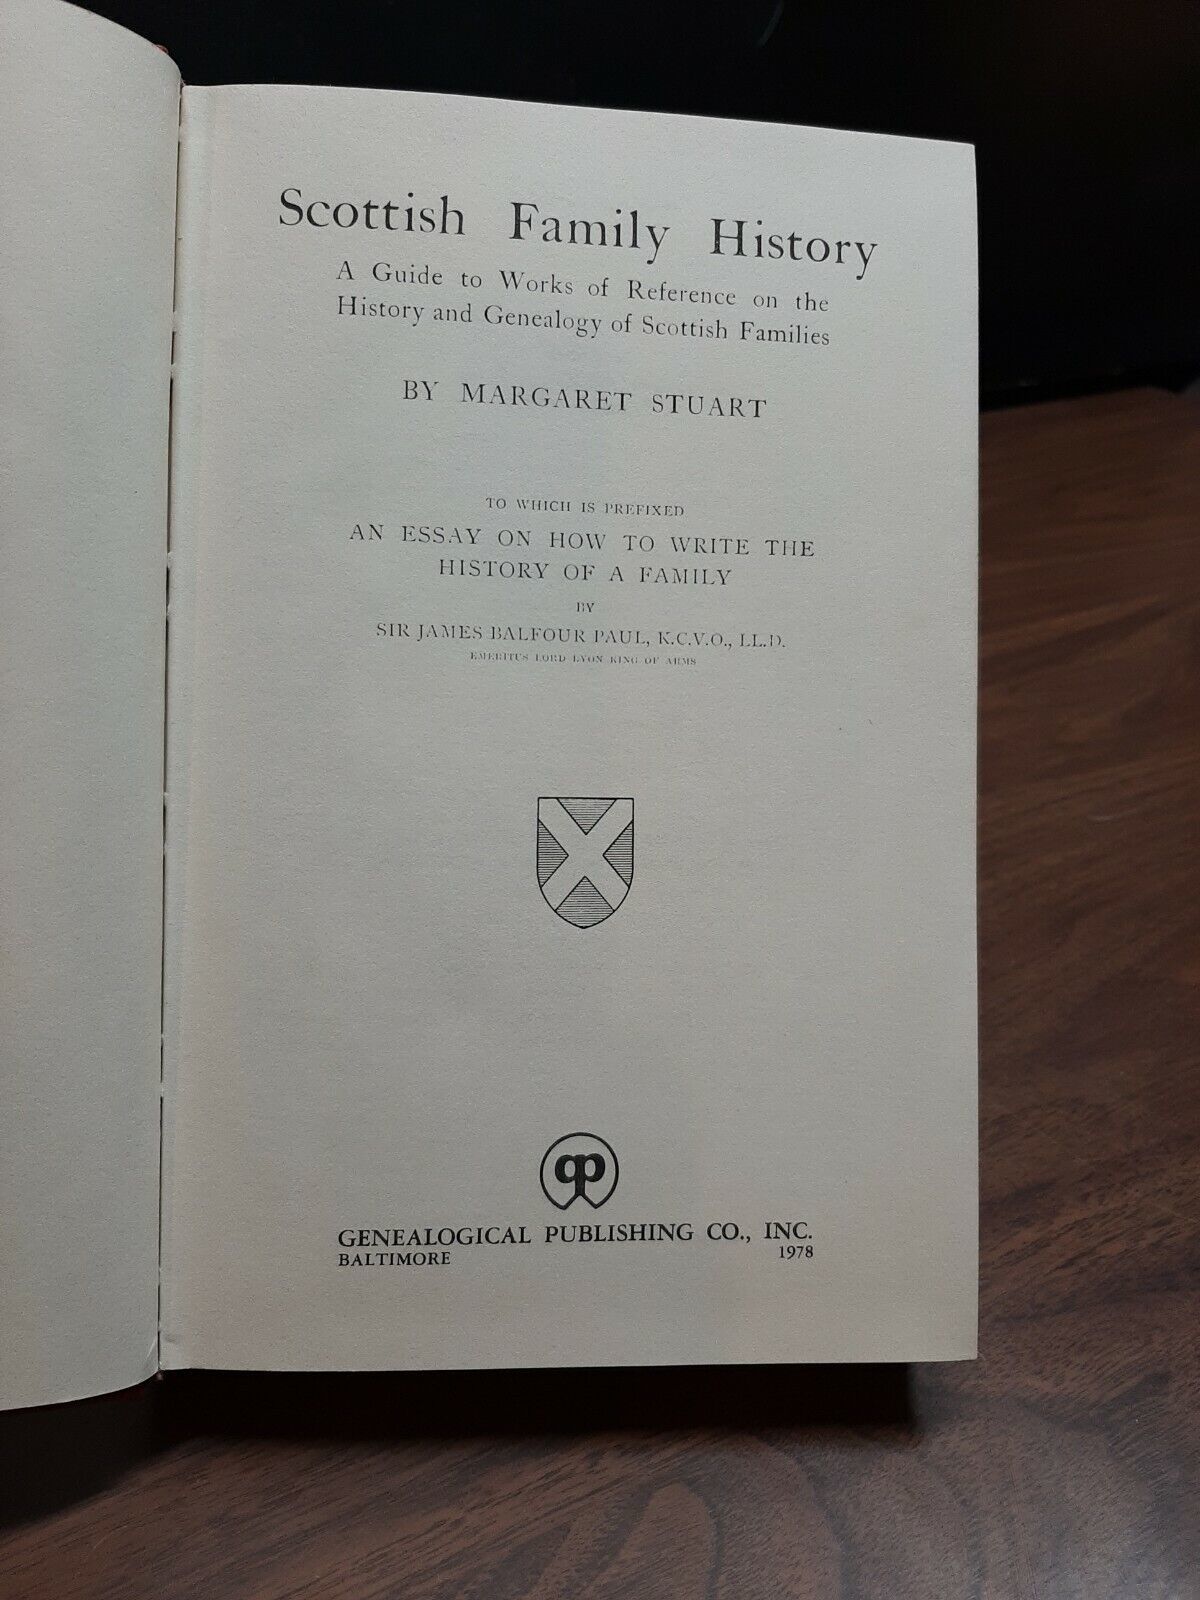 Scottish Family History
A Guide to Works of Reference on the
History and Genealogy of Scottish Families
BY MARGARET STUART
TO WHICH IS PREFIXED
AN ESSAY ON HOW TO WRITE THE
HISTORY OF A FAMILY
BY
SIR JAMES BALFOUR PAUL, K.C.V.O., LL.D.
EMERITUS LORD LYON KING OF ARMS
gp
GENEALOGICAL PUBLISHING CO., INC.
BALTIMORE 1978